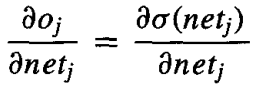 ∂o_j / ∂net_j = ∂σ(net_j) / ∂net_j